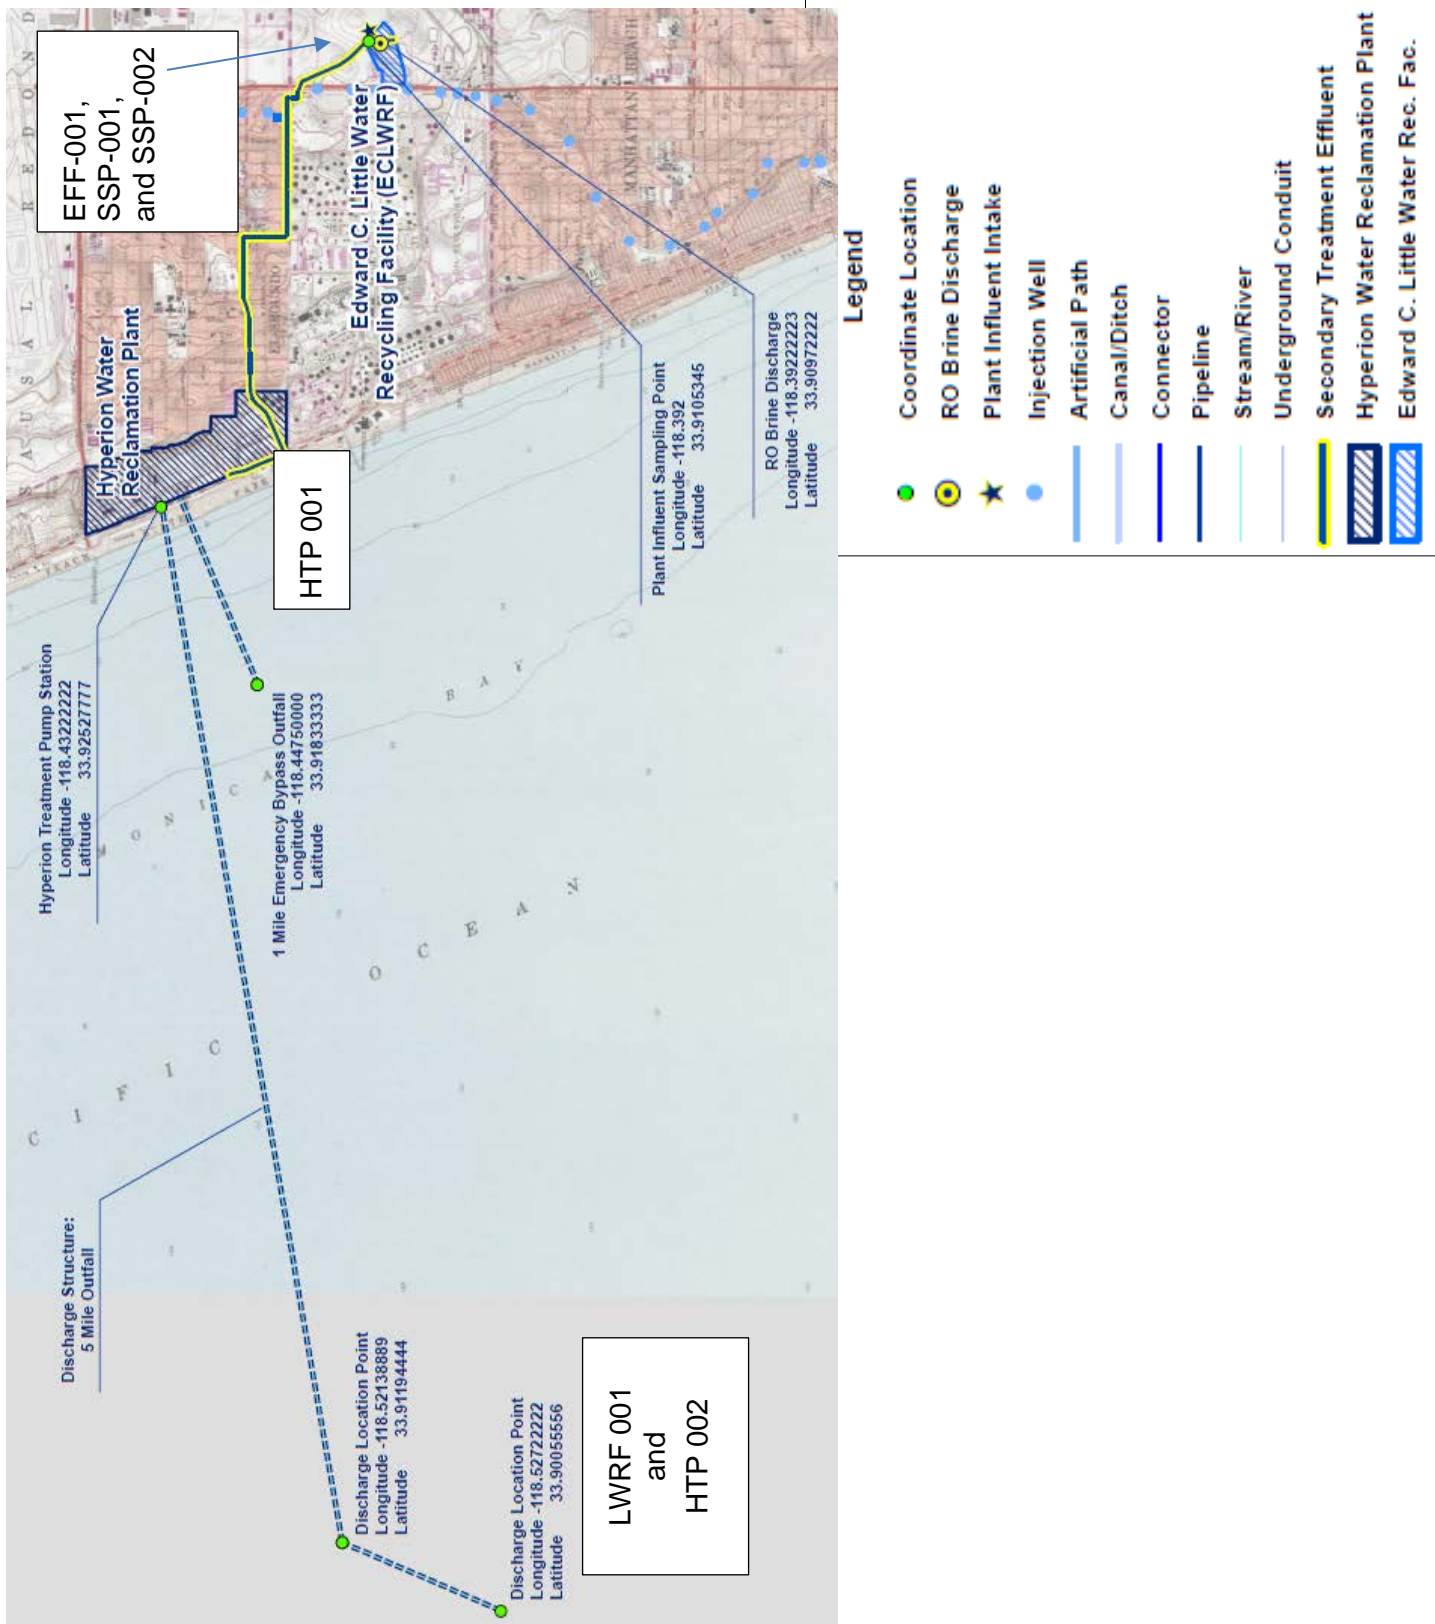 EFF-001,
SSP-001,
and SSP-002
Hyperion Water
Reclamation Plant
Edward C. Little Water
Recycling Facility (ECLWRF)
HTP 001
Hyperion Treatment Pump Station
Longitude -118.43222222
Latitude 33.92527777
1 Mile Emergency Bypass Outfall
Longitude -118.44750000
Latitude 33.91833333
Plant Influent Sampling Point
Longitude -118.392
Latitude 33.9105345
RO Brine Discharge
Longitude -118.39222223
Latitude 33.90972222
Discharge Structure:
5 Mile Outfall
Discharge Location Point
Longitude -118.52138889
Latitude 33.91194444
Discharge Location Point
Longitude -118.52722222
Latitude 33.90055556
LWRF 001
and
HTP 002
S A U S A L R E D O N D
MANHATTAN BEACH
MONICA
BAY
CIFIC
OCEAN
Legend
Coordinate Location
RO Brine Discharge
Plant Influent Intake
Injection Well
Artificial Path
Canal/Ditch
Connector
Pipeline
Stream/River
Underground Conduit
Secondary Treatment Effluent
Hyperion Water Reclamation Plant
Edward C. Little Water Rec. Fac.